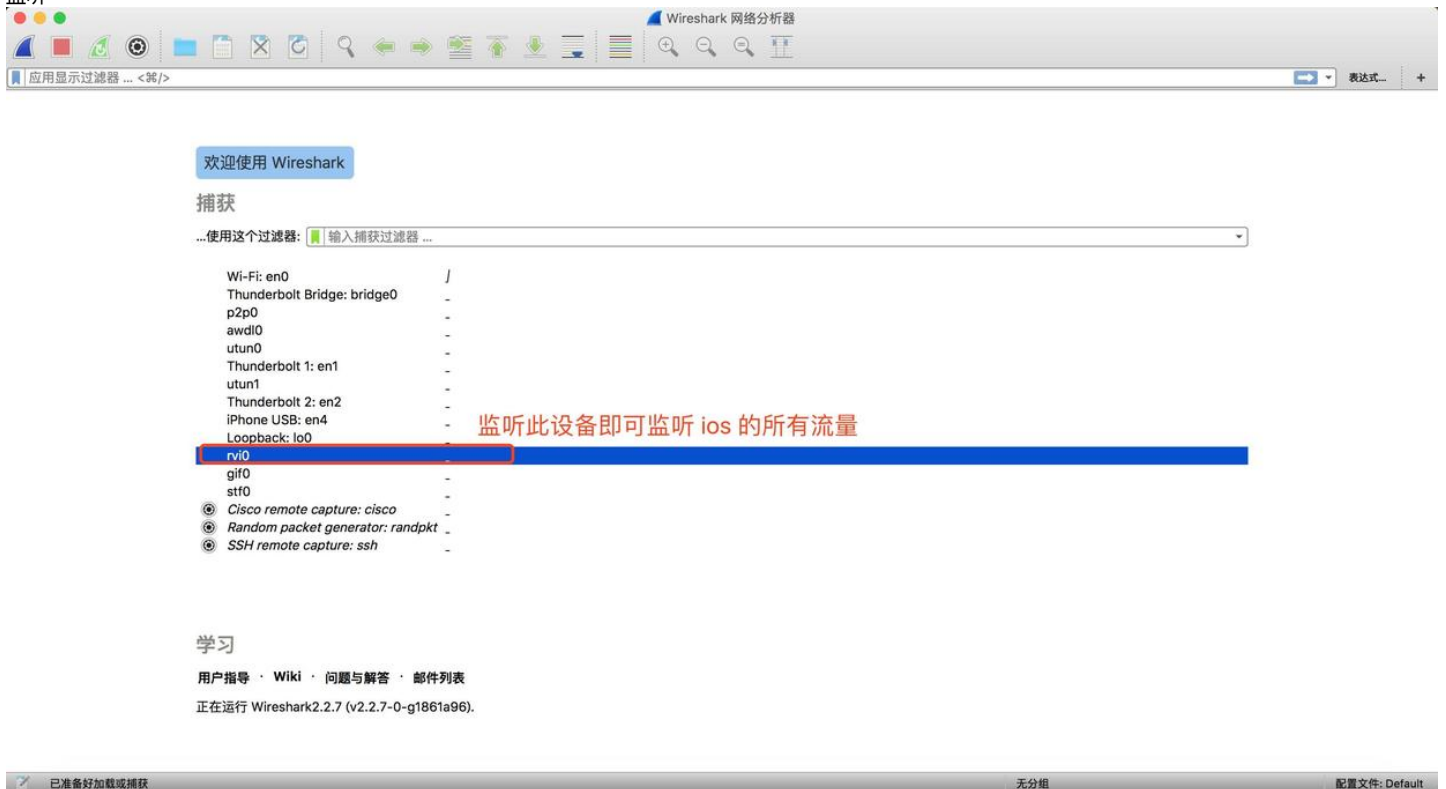 Wireshark 网络分析器
应用显示过滤器 ... <⌘/>
表达式... +
欢迎使用 Wireshark
捕获
...使用这个过滤器: 输入捕获过滤器 ...
Wi-Fi: en0
Thunderbolt Bridge: bridge0
p2p0
awdl0
utun0
Thunderbolt 1: en1
utun1
Thunderbolt 2: en2
iPhone USB: en4
监听此设备即可监听 ios 的所有流量
Loopback: lo0
rvi0
gif0
stf0
Cisco remote capture: cisco
Random packet generator: randpkt
SSH remote capture: ssh
学习
用户指导 · Wiki · 问题与解答 · 邮件列表
正在运行 Wireshark2.2.7 (v2.2.7-0-g1861a96).
已准备好加载或捕获 无分组 配置文件: Default